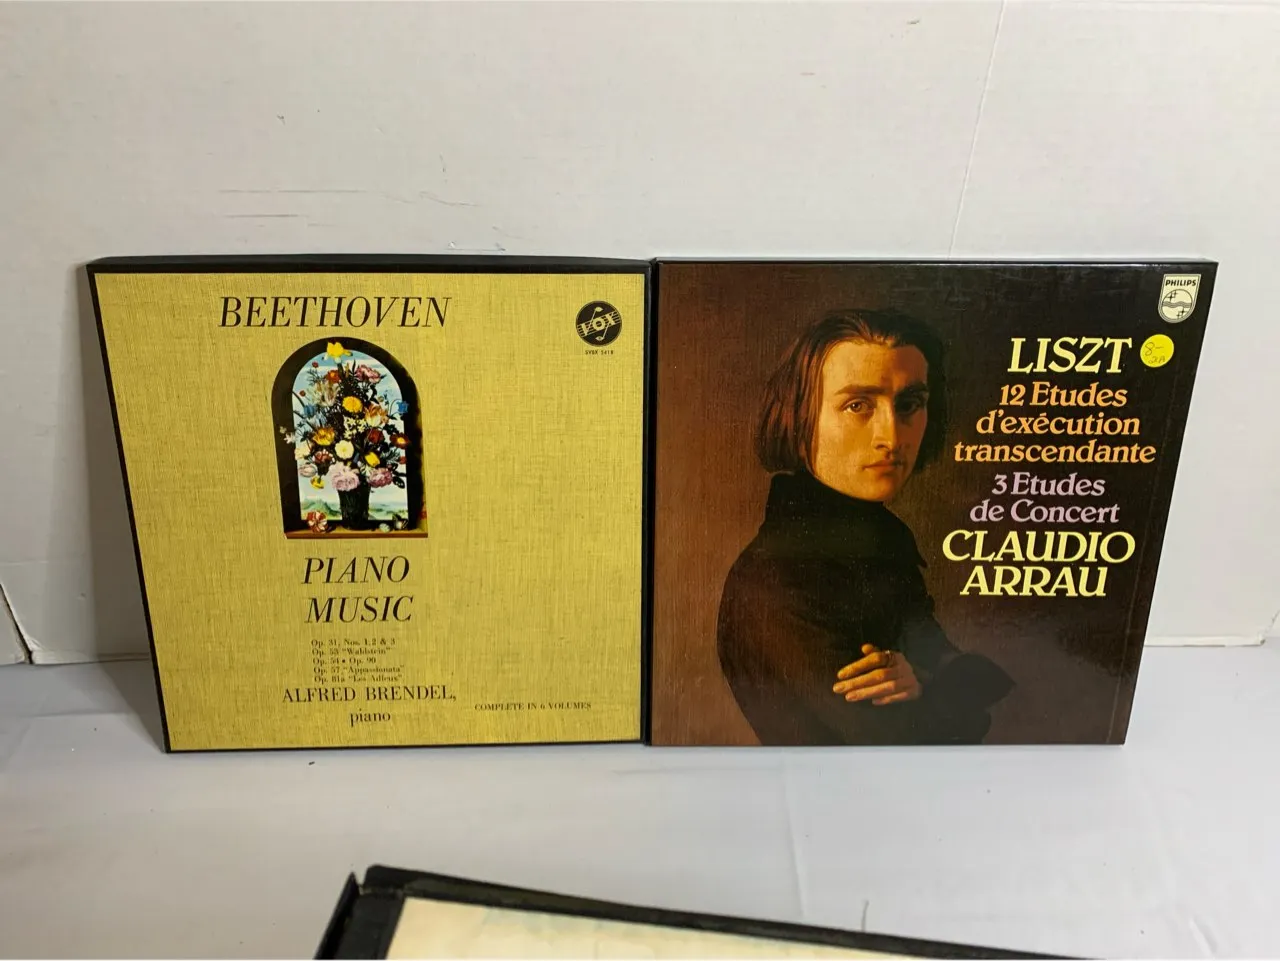 BEETHOVEN
VOX
SVBX 5418
PIANO
MUSIC
Op. 31, Nos. 1, 2 & 3
Op. 53 "Waldstein"
Op. 54 • Op. 90
Op. 57 "Appassionata"
Op. 81a "Les Adieux"
ALFRED BRENDEL,
piano
COMPLETE IN 6 VOLUMES
PHILIPS
LISZT
8-
12 Etudes
d'exécution
transcendante
3 Etudes
de Concert
CLAUDIO
ARRAU